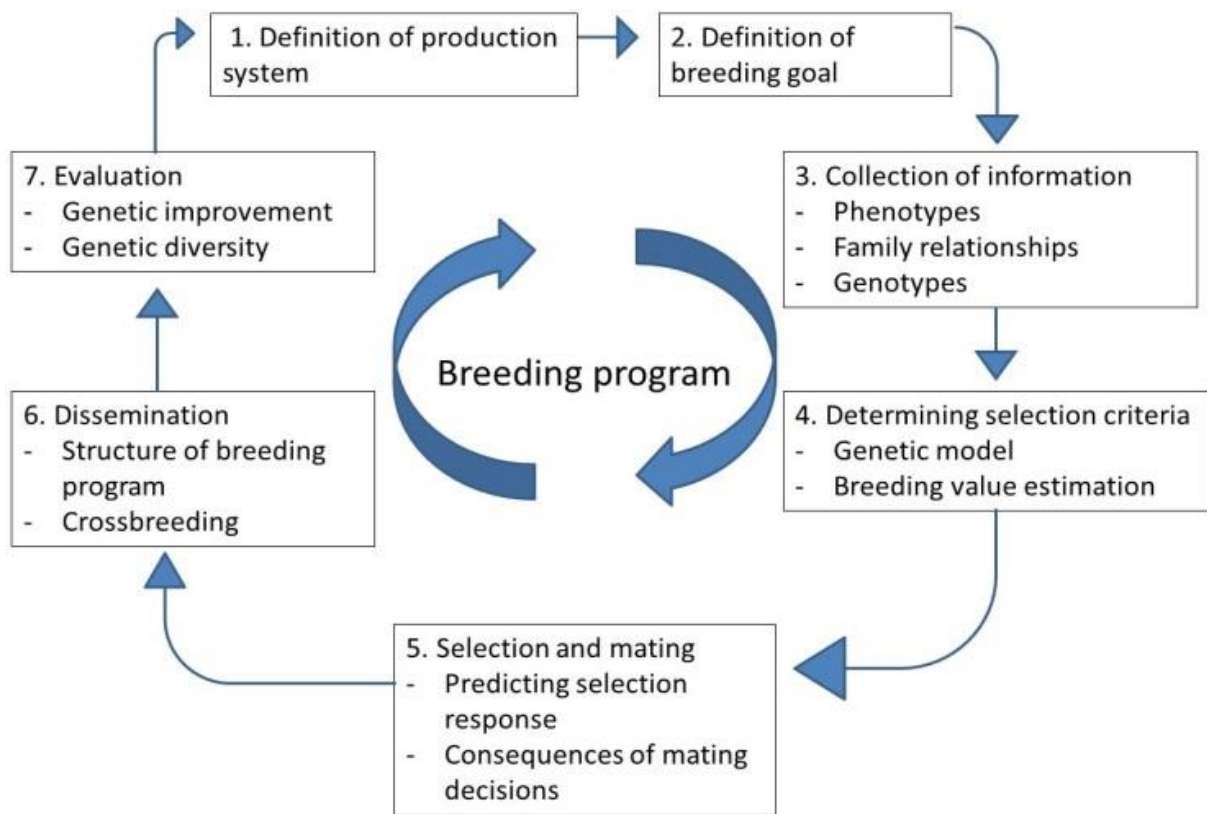 1. Definition of production
system
2. Definition of
breeding goal
3. Collection of information
- Phenotypes
- Family relationships
- Genotypes
4. Determining selection criteria
- Genetic model
- Breeding value estimation
5. Selection and mating
- Predicting selection
response
- Consequences of mating
decisions
6. Dissemination
- Structure of breeding
program
- Crossbreeding
7. Evaluation
- Genetic improvement
- Genetic diversity
Breeding program